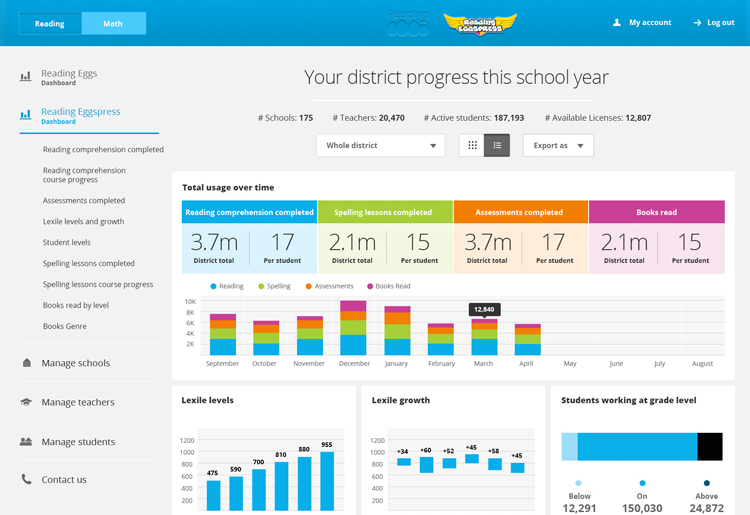 Reading
Math
Reading
EGGS
Reading
EGGSPRESS
My account
Log out
Reading Eggs
Dashboard
Reading Eggspress
Dashboard
Reading comprehension completed
Reading comprehension
course progress
Assessments completed
Lexile levels and growth
Student levels
Spelling lessons completed
Spelling lessons course progress
Books read by level
Books Genre
Manage schools
Manage teachers
Manage students
Contact us
Your district progress this school year
# Schools: 175 # Teachers: 20,470 # Active students: 187,193 # Available Licenses: 12,807
Whole district
Export as
Total usage over time
Reading comprehension completed
3.7m 17
District total Per student
Spelling lessons completed
2.1m 15
District total Per student
Assessments completed
3.7m 17
District total Per student
Books read
2.1m 15
District total Per student
Reading Spelling Assessments Books Read
10K
8K
6K
4K
2K
12,840
September October November December January February March April May June July August
Lexile levels
1200
1000
800
600
400
200
475 590 700 810 880 955
Lexile growth
1200
1000
800
600
400
200
+34 +60 +52 +45 +58 +45
Students working at grade level
Below On Above
12,291 150,030 24,872